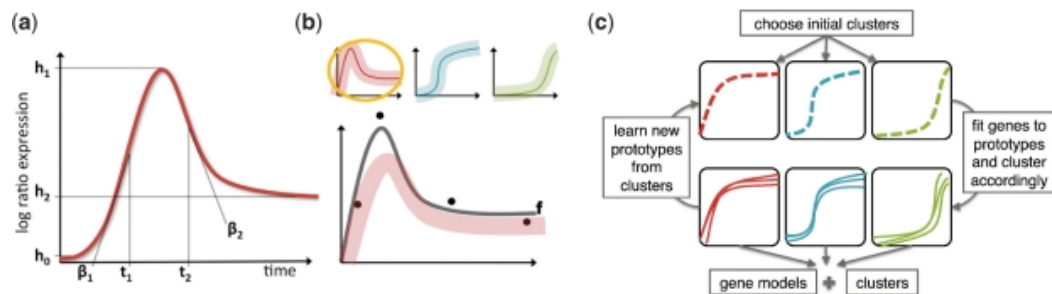 (a)
h₁
h₂
h₀
log ratio expression
β₁
t₁
t₂
β₂
time
(b)
f
(c)
choose initial clusters
learn new
prototypes
from
clusters
fit genes to
prototypes
and cluster
accordingly
gene models
clusters